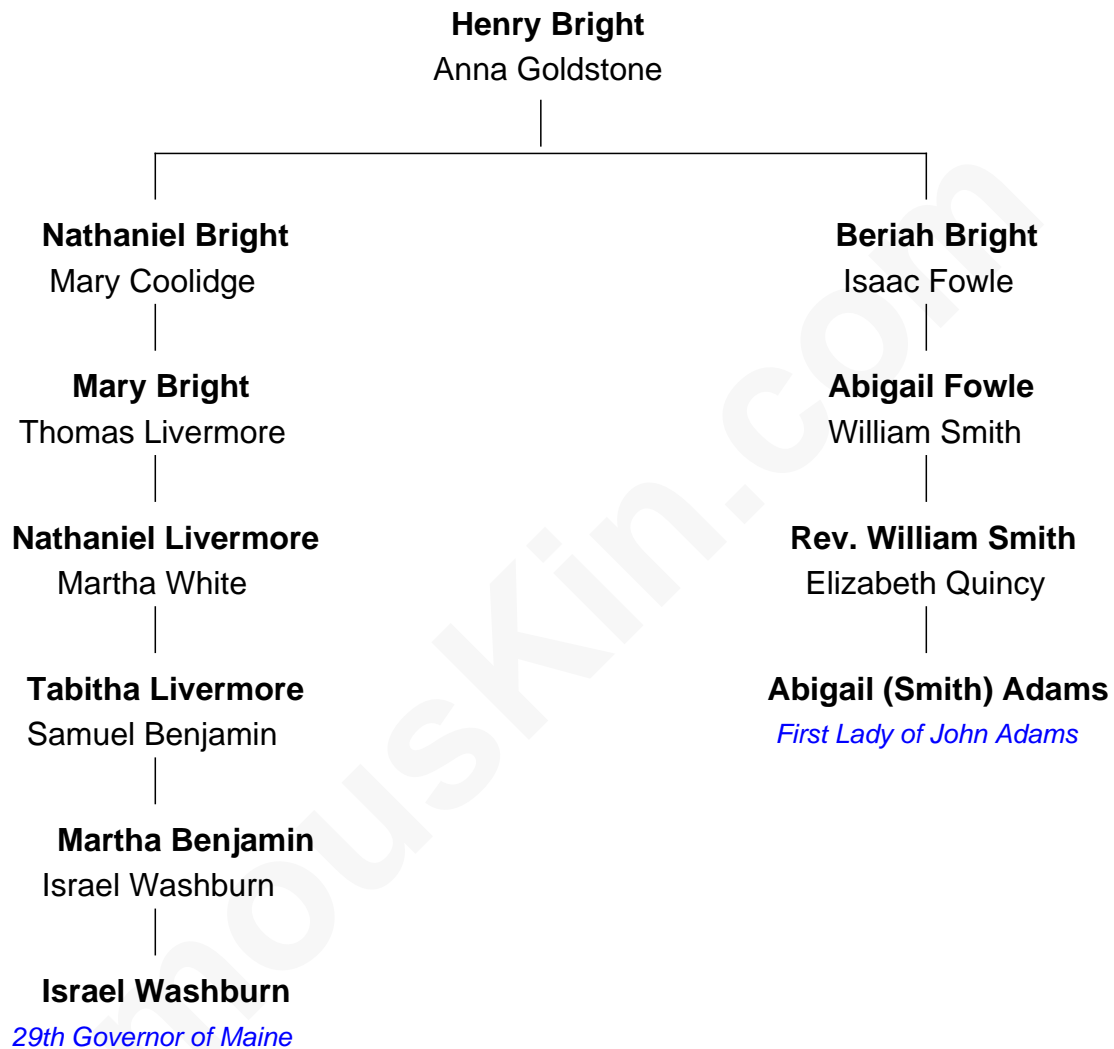 Henry Bright
Anna Goldstone
Nathaniel Bright
Mary Coolidge
Beriah Bright
Isaac Fowle
Mary Bright
Thomas Livermore
Abigail Fowle
William Smith
Nathaniel Livermore
Martha White
Rev. William Smith
Elizabeth Quincy
Tabitha Livermore
Samuel Benjamin
Abigail (Smith) Adams
First Lady of John Adams
Martha Benjamin
Israel Washburn
Israel Washburn
29th Governor of Maine
mousKin.com